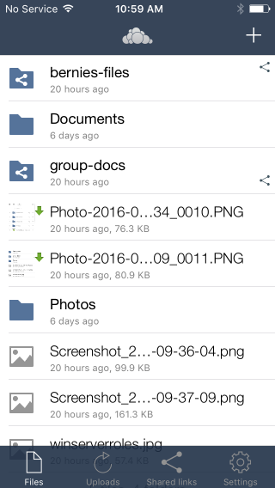 No Service 10:59 AM
bernies-files
20 hours ago
Documents
6 days ago
group-docs
20 hours ago
Photo-2016-0...34_0010.PNG
20 hours ago, 76.3 KB
Photo-2016-0...09_0011.PNG
20 hours ago, 80.9 KB
Photos
6 days ago
Screenshot_2...-09-36-04.png
20 hours ago, 99.9 KB
Screenshot_2...-09-37-09.png
20 hours ago, 161.3 KB
winserverroles.jpg
20 hours ago, 57.4 KB
Files Uploads Shared links Settings